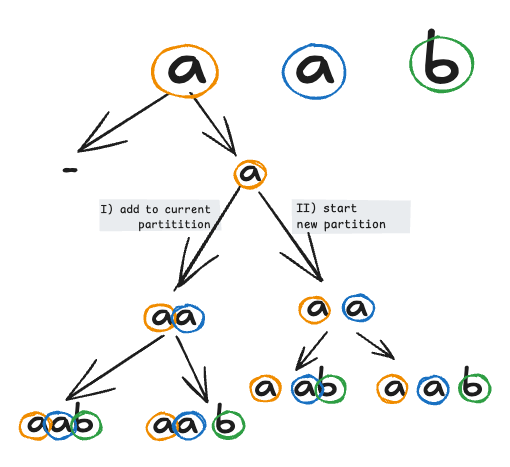 a a b
-
a
I) add to current
partitition
II) start
new partition
aa
a a
a ab
a a b
aab
aa b